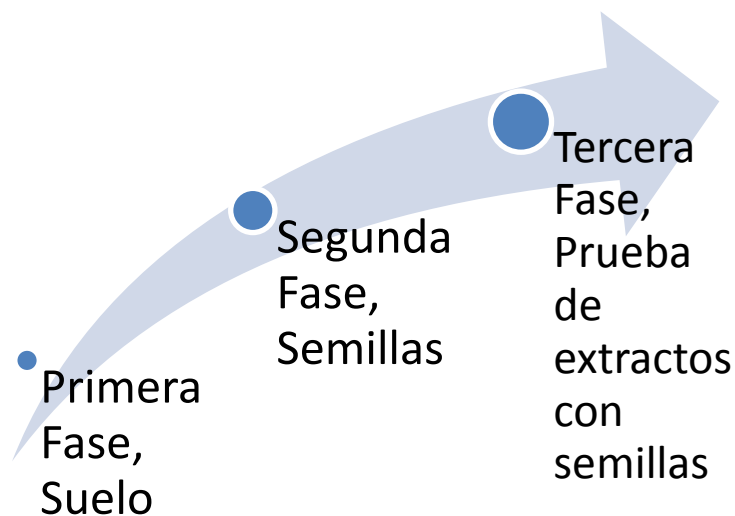 Primera
Fase,
Suelo
Segunda
Fase,
Semillas
Tercera
Fase,
Prueba
de
extractos
con
semillas